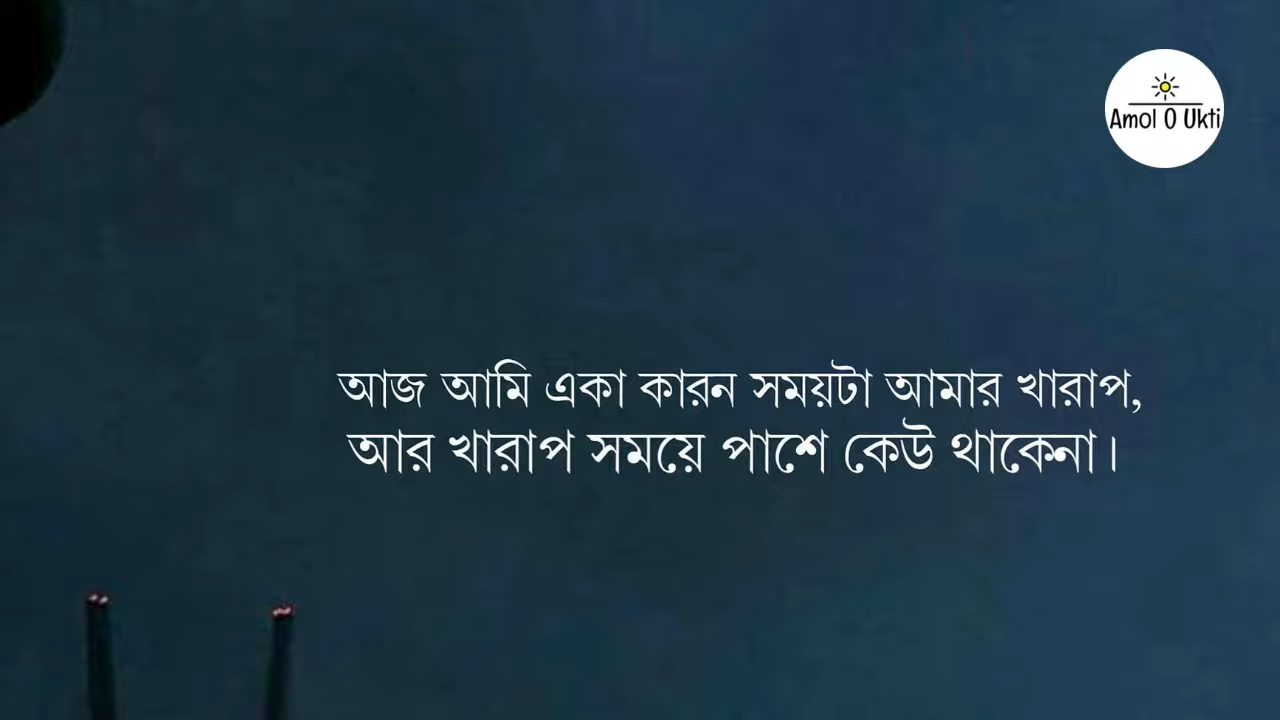 Amol O Ukti
আজ আমি একা কারন সময়টা আমার খারাপ,
আর খারাপ সময়ে পাশে কেউ থাকেনা।